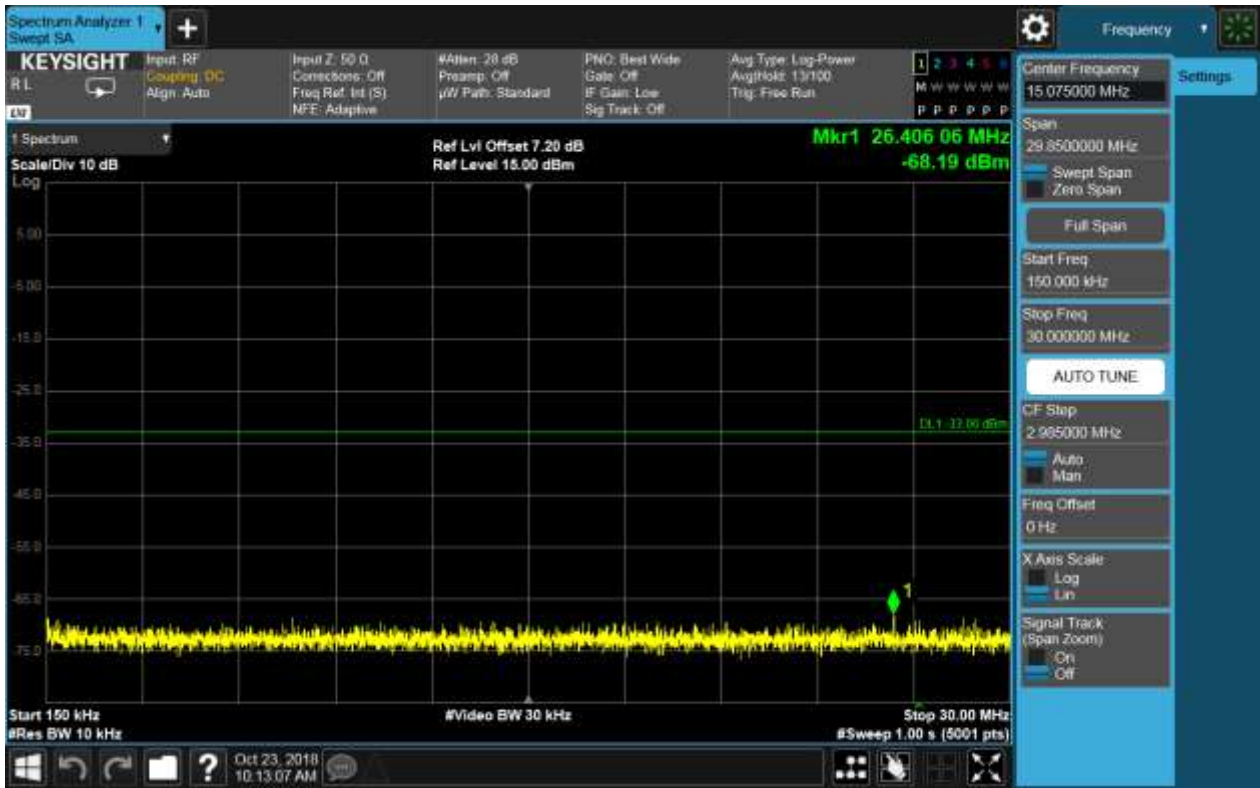 Spectrum Analyzer 1
Swept SA
+
Frequency
KEYSIGHT
R L
Input: RF
Coupling: DC
Align: Auto
Input Z: 50 Ω
Corrections: Off
Freq Ref: Int (S)
NFE: Adaptive
#Atten: 28 dB
Preamp: Off
µW Path: Standard
PNO: Best Wide
Gate: Off
IF Gain: Low
Sig Track: Off
Avg Type: Log-Power
Avg|Hold: 13/100
Trig: Free Run
1 2 3 4 5 6
M W W W W W
P P P P P P
Center Frequency
15.075000 MHz
Settings
Span
29.8500000 MHz
Swept Span
Zero Span
Full Span
Start Freq
150.000 kHz
Stop Freq
30.000000 MHz
AUTO TUNE
CF Step
2.985000 MHz
Auto
Man
Freq Offset
0 Hz
X Axis Scale
Log
Lin
Signal Track
(Span Zoom)
On
Off
1 Spectrum
Scale/Div 10 dB
Log
Ref Lvl Offset 7.20 dB
Ref Level 15.00 dBm
Mkr1 26.406 06 MHz
-68.19 dBm
5.00
-5.00
-15.0
-25.0
DL1 -33.00 dBm
-35.0
-45.0
-55.0
-65.0
1
-75.0
Start 150 kHz
#Video BW 30 kHz
Stop 30.00 MHz
#Res BW 10 kHz
#Sweep 1.00 s (5001 pts)
?
Oct 23, 2018
10:13:07 AM